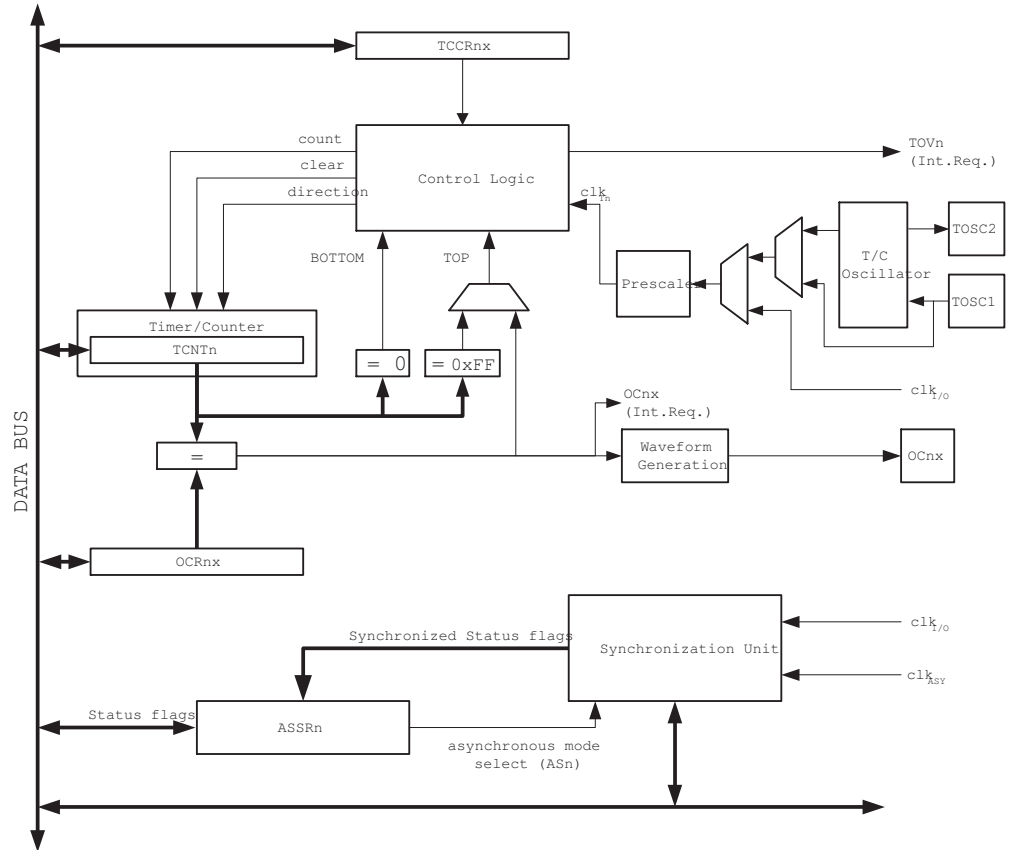 TCCRnx
count
clear
direction
Control Logic
TOVn
(Int.Req.)
clkTn
BOTTOM
TOP
Prescaler
T/C
Oscillator
TOSC2
TOSC1
Timer/Counter
TCNTn
= 0
= 0xFF
clkI/O
OCnx
(Int.Req.)
=
Waveform
Generation
OCnx
DATA BUS
OCRnx
Synchronized Status flags
Synchronization Unit
clkI/O
clkASY
Status flags
ASSRn
asynchronous mode
select (ASn)